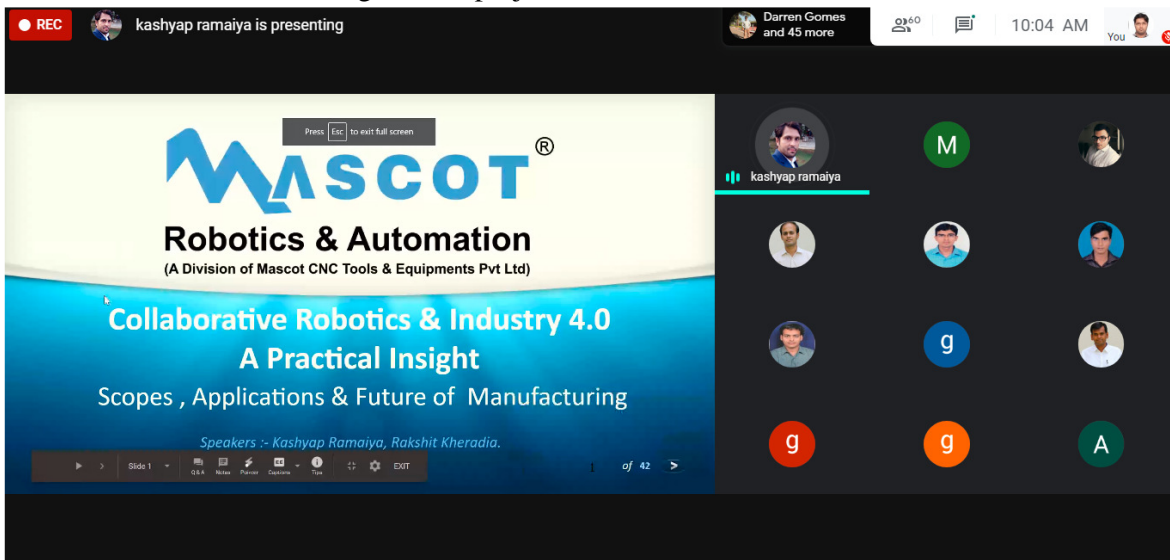 REC
kashyap ramaiya is presenting
Darren Gomes
and 45 more
60
10:04 AM
You
Press Esc to exit full screen
MASCOT®
Robotics & Automation
(A Division of Mascot CNC Tools & Equipments Pvt Ltd)
Collaborative Robotics & Industry 4.0
A Practical Insight
Scopes , Applications & Future of Manufacturing
Speakers :- Kashyap Ramaiya, Rakshit Kheradia.
Slide 1
Q&A
Notes
Pointer
Captions
Tips
EXIT
1 of 42 >
kashyap ramaiya
M
g
g
g
A